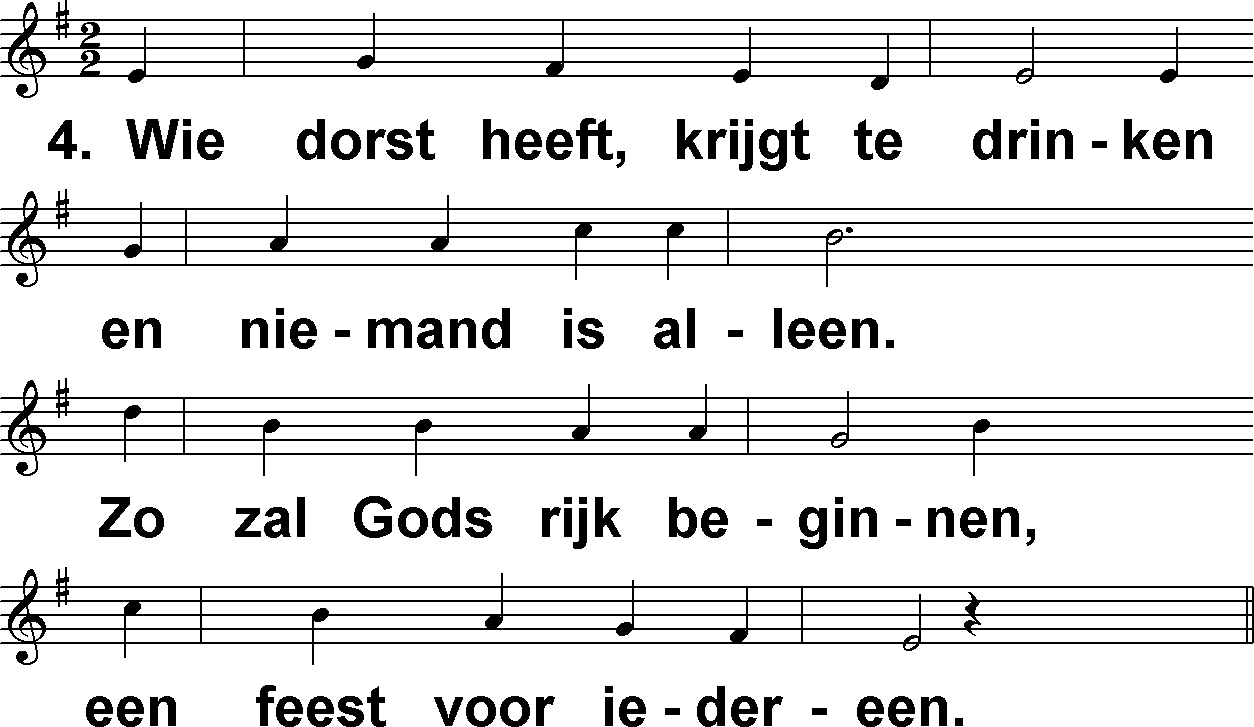 4. Wie dorst heeft, krijgt te drin - ken
en nie - mand is al - leen.
Zo zal Gods rijk be - gin - nen,
een feest voor ie - der - een.